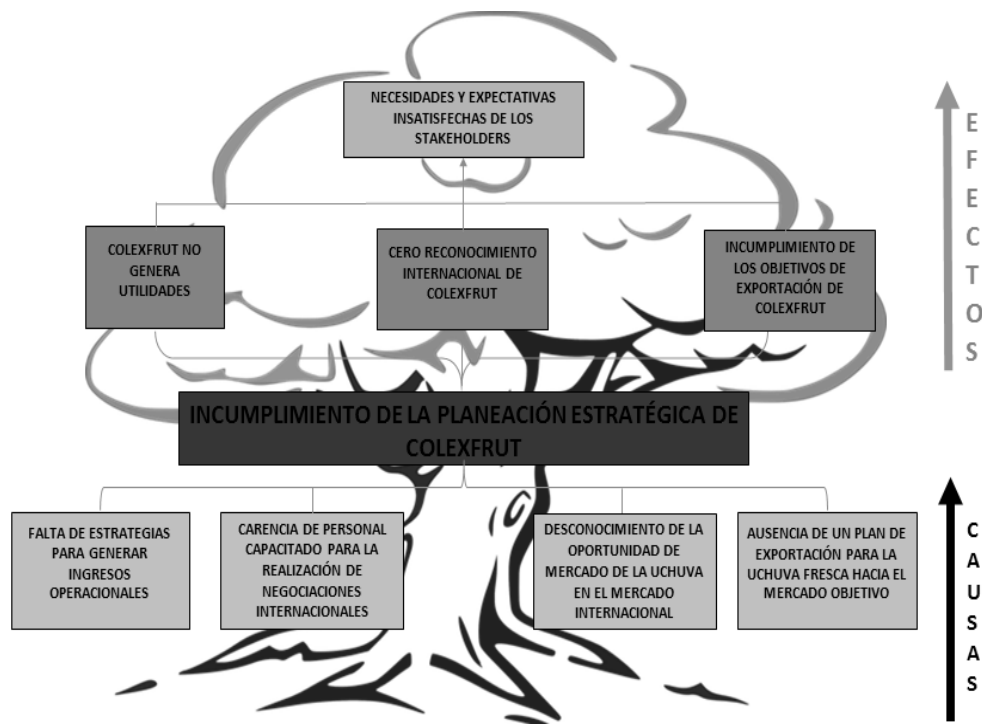 NECESIDADES Y EXPECTATIVAS
INSATISFECHAS DE LOS
STAKEHOLDERS
COLEXFRUT NO
GENERA
UTILIDADES
CERO RECONOCIMIENTO
INTERNACIONAL DE
COLEXFRUT
INCUMPLIMIENTO DE
LOS OBJETIVOS DE
EXPORTACIÓN DE
COLEXFRUT
EFECTOS
INCUMPLIMIENTO DE LA PLANEACIÓN ESTRATÉGICA DE
COLEXFRUT
FALTA DE ESTRATEGIAS
PARA GENERAR
INGRESOS
OPERACIONALES
CARENCIA DE PERSONAL
CAPACITADO PARA LA
REALIZACIÓN DE
NEGOCIACIONES
INTERNACIONALES
DESCONOCIMIENTO DE LA
OPORTUNIDAD DE
MERCADO DE LA UCHUVA
EN EL MERCADO
INTERNACIONAL
AUSENCIA DE UN PLAN DE
EXPORTACIÓN PARA LA
UCHUVA FRESCA HACIA EL
MERCADO OBJETIVO
CAUSAS